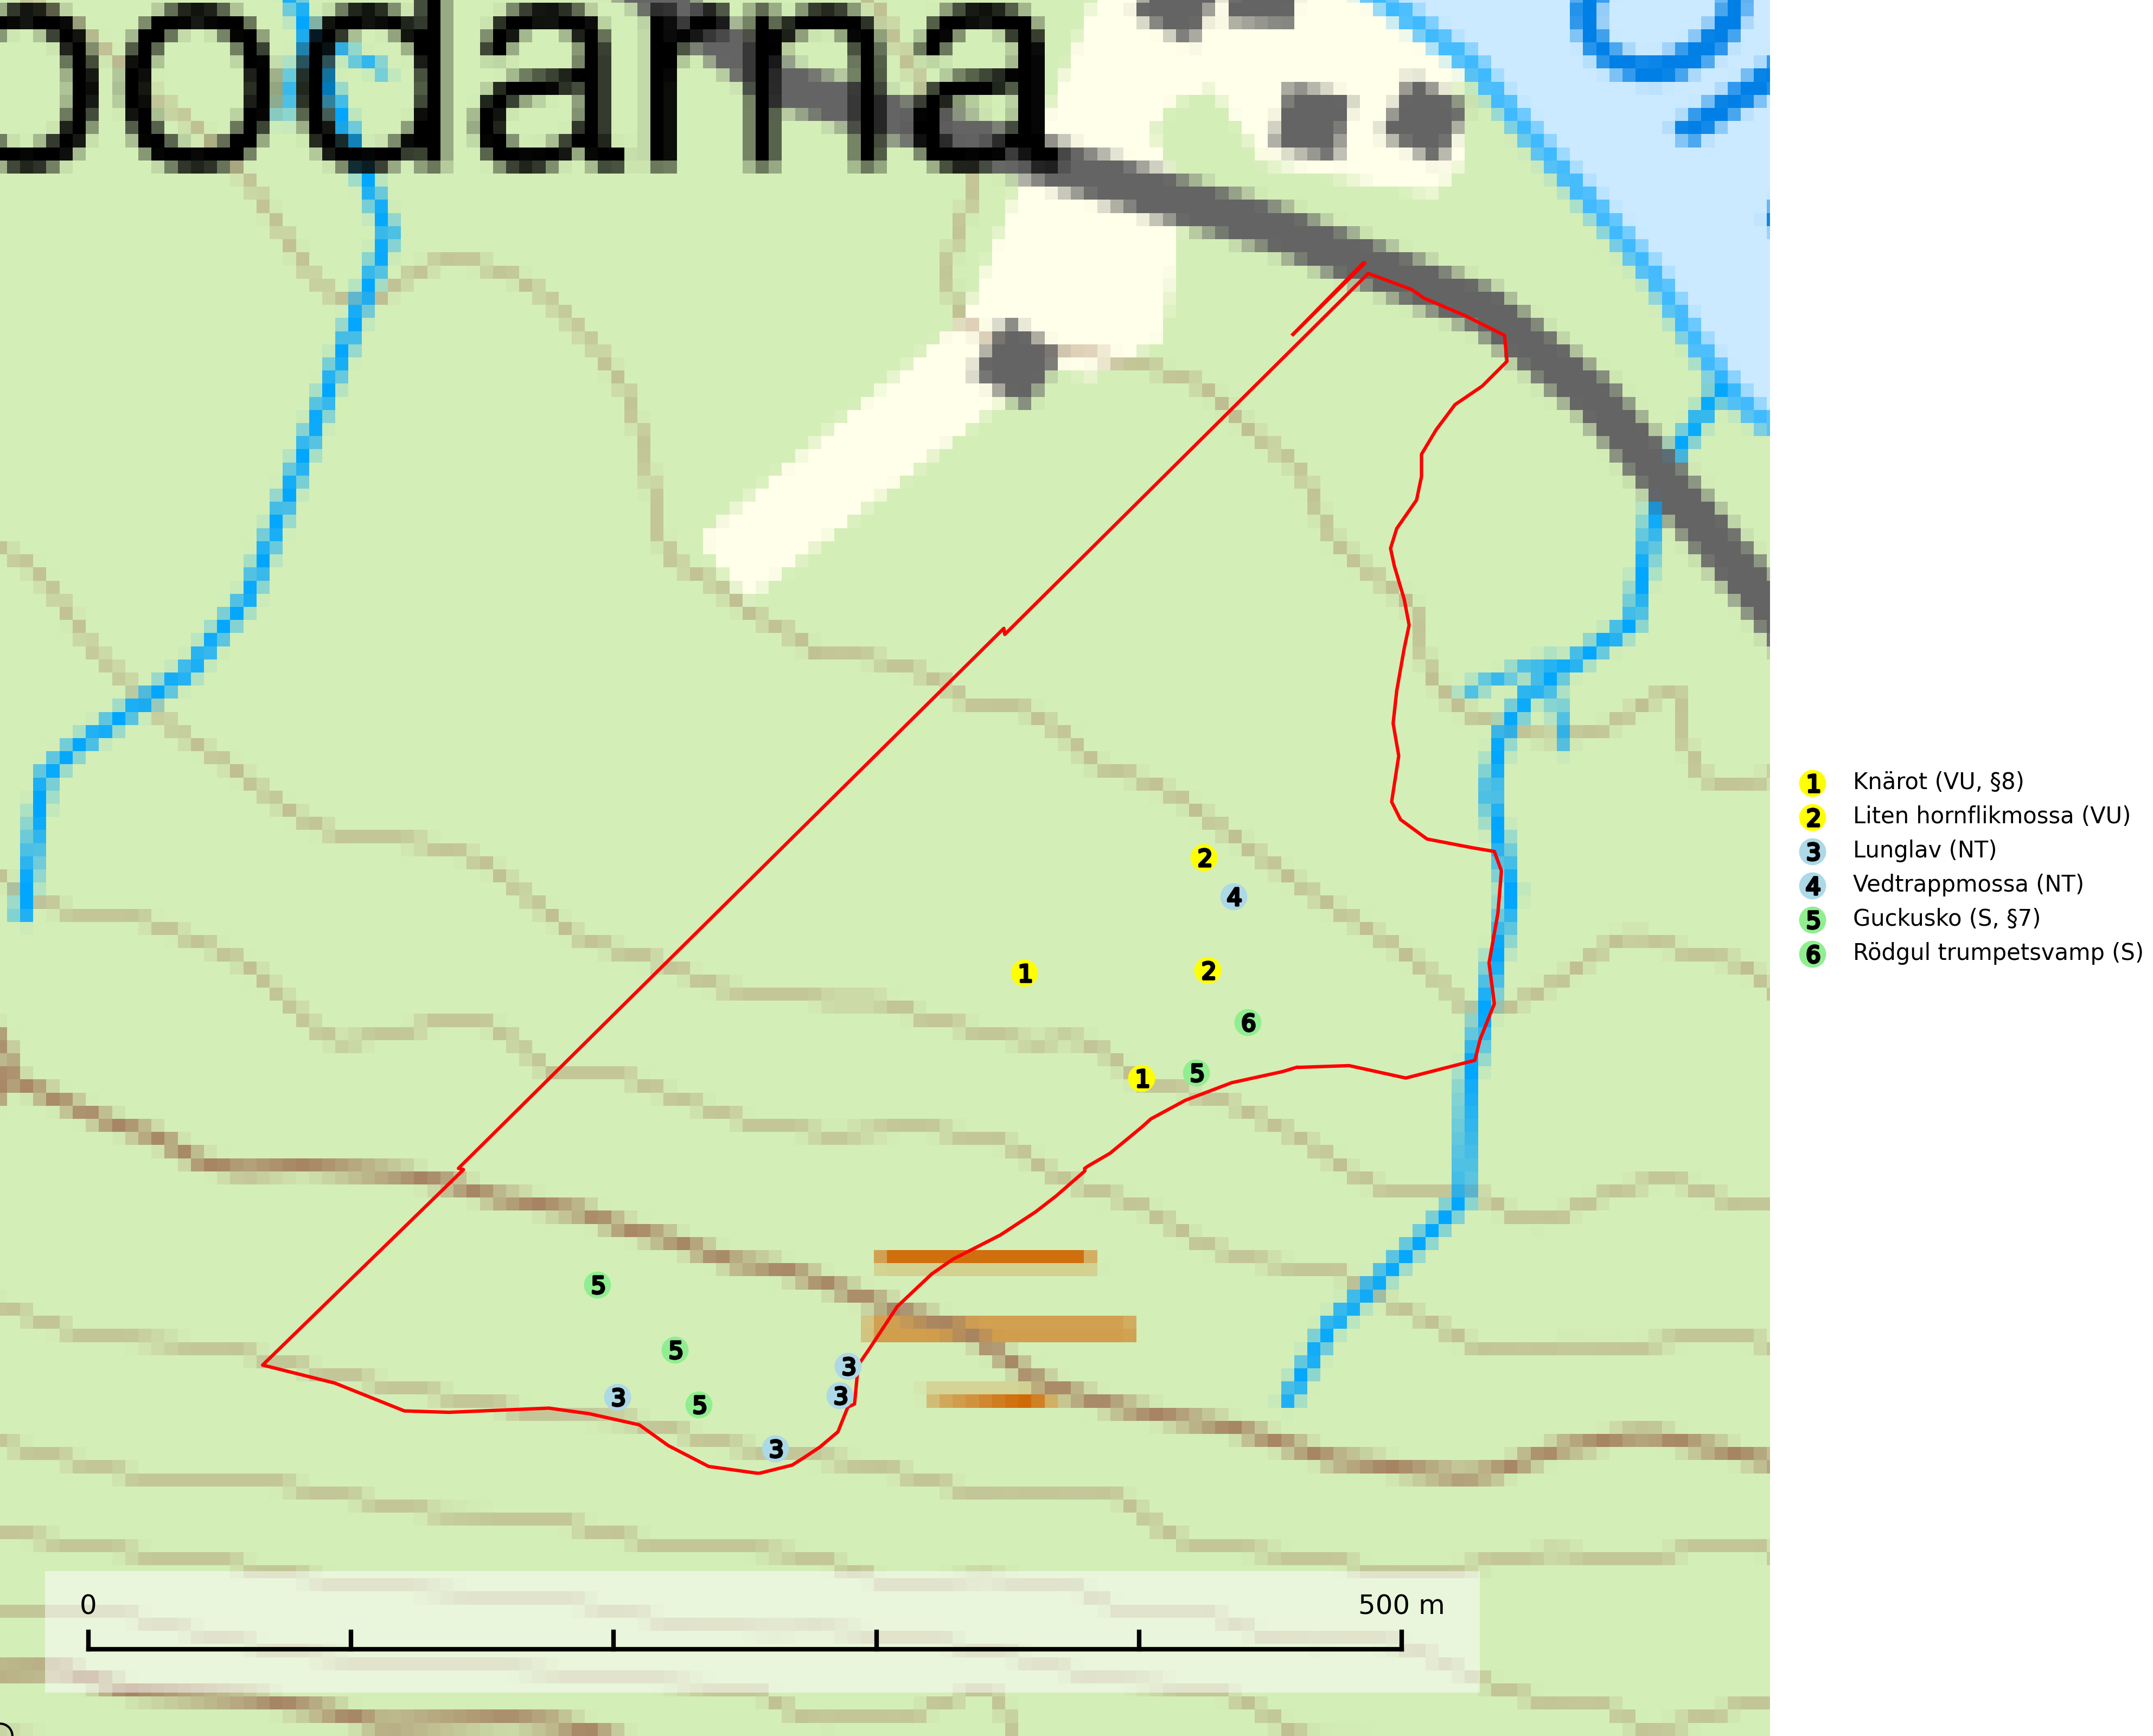 odarna
2
4
1
2
6
1
5
5
5
3
3
3
5
3
1 Knärot (VU, §8)
2 Liten hornflikmossa (VU)
3 Lunglav (NT)
4 Vedtrappmossa (NT)
5 Guckusko (S, §7)
6 Rödgul trumpetsvamp (S)
0 500 m